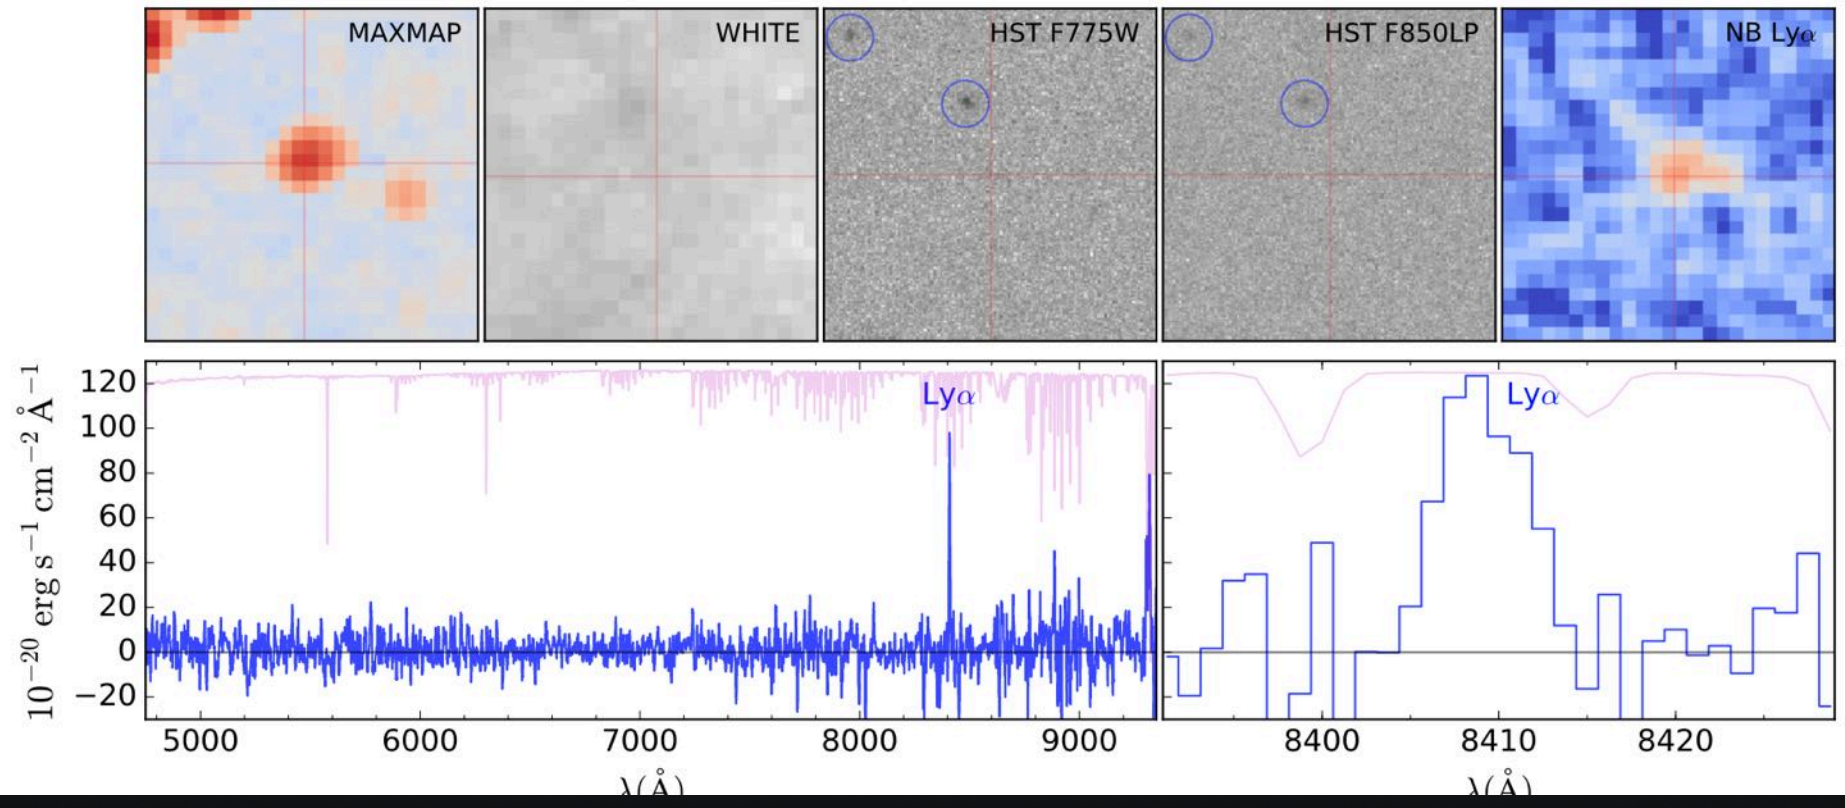 MAXMAP
WHITE
HST F775W
HST F850LP
NB Lyα
10⁻²⁰ erg s⁻¹ cm⁻² Å⁻¹
120
100
80
60
40
20
0
−20
Lyα
Lyα
5000 6000 7000 8000 9000
8400 8410 8420
λ(Å)
λ(Å)